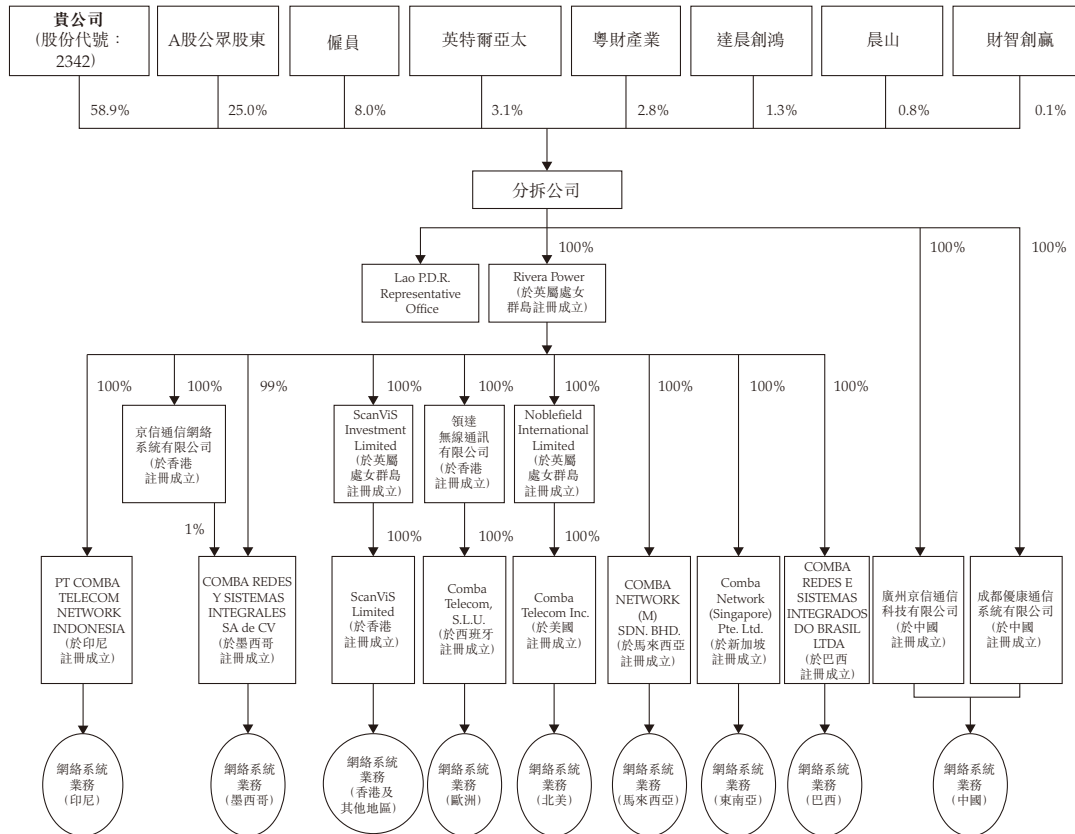 貴公司
(股份代號：
2342)
A股公眾股東
僱員
英特爾亞太
粵財產業
達晨創鴻
晨山
財智創贏
58.9%
25.0%
8.0%
3.1%
2.8%
1.3%
0.8%
0.1%
分拆公司
100%
100%
100%
Lao P.D.R.
Representative
Office
Rivera Power
(於英屬處女
群島註冊成立)
100%
100%
99%
100%
100%
100%
100%
100%
100%
京信通信網絡
系統有限公司
(於香港
註冊成立)
ScanViS
Investment
Limited
(於英屬
處女群島
註冊成立)
領達
無線通訊
有限公司
(於香港
註冊成立)
Noblefield
International
Limited
(於英屬
處女群島
註冊成立)
1%
100%
100%
100%
PT COMBA
TELECOM
NETWORK
INDONESIA
(於印尼
註冊成立)
COMBA REDES
Y SISTEMAS
INTEGRALES
SA de CV
(於墨西哥
註冊成立)
ScanViS
Limited
(於香港
註冊成立)
Comba
Telecom,
S.L.U.
(於西班牙
註冊成立)
Comba
Telecom Inc.
(於美國
註冊成立)
COMBA
NETWORK
(M)
SDN. BHD.
(於馬來西亞
註冊成立)
Comba
Network
(Singapore)
Pte. Ltd.
(於新加坡
註冊成立)
COMBA
REDES E
SISTEMAS
INTEGRADOS
DO BRASIL
LTDA
(於巴西
註冊成立)
廣州京信通信
科技有限公司
(於中國
註冊成立)
成都優康通信
系統有限公司
(於中國
註冊成立)
網絡系統
業務
(印尼)
網絡系統
業務
(墨西哥)
網絡系統
業務
(香港及
其他地區)
網絡系統
業務
(歐洲)
網絡系統
業務
(北美)
網絡系統
業務
(馬來西亞)
網絡系統
業務
(東南亞)
網絡系統
業務
(巴西)
網絡系統
業務
(中國)